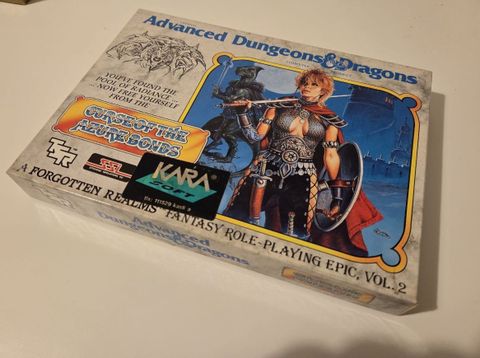 Advanced Dungeons & Dragons
YOU'VE FOUND THE
POOL OF RADIANCE
NOW FREE YOURSELF
FROM THE
CURSE OF THE
AZURE BONDS
TSR
SSI
KARA
SOFT
A FORGOTTEN REALMS FANTASY ROLE-PLAYING EPIC, VOL. 2
Advanced
Dungeons & Dragons